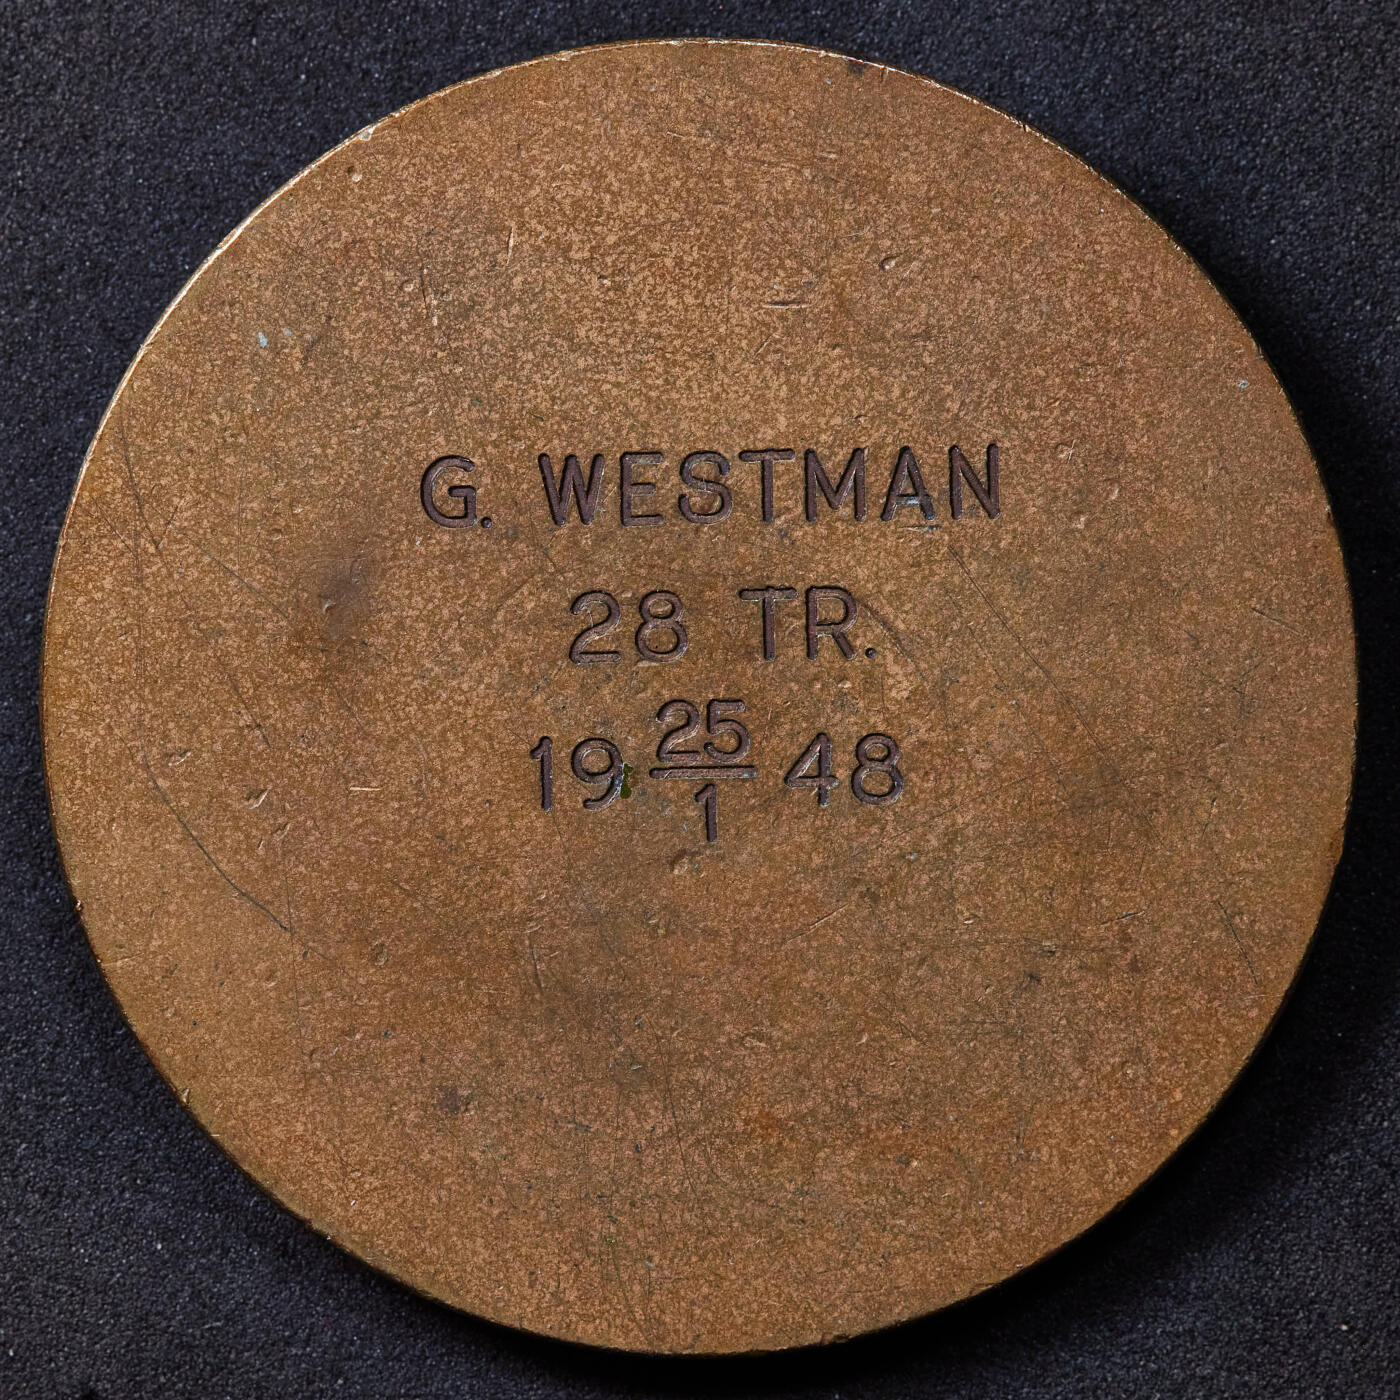 G. WESTMAN
28 TR.
19 25/1 48